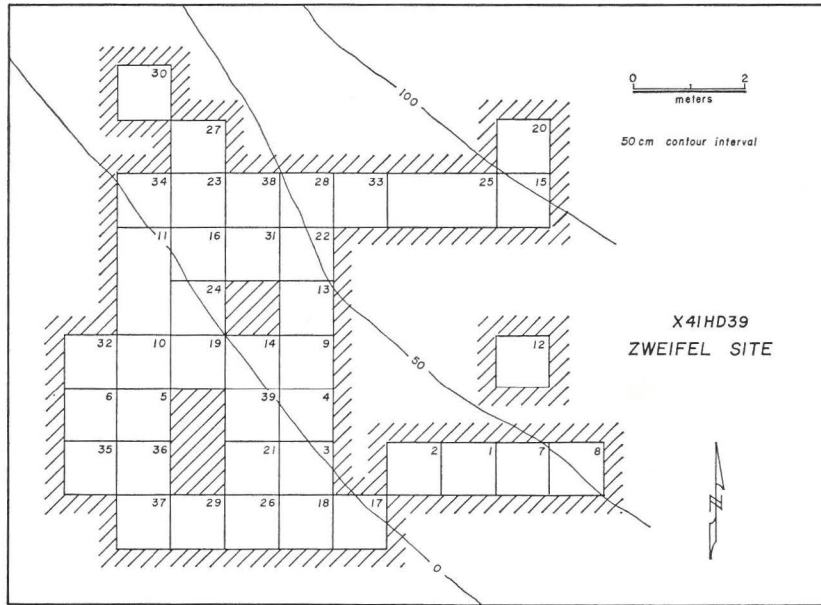 30
0 2
meters
100
27 20
50 cm contour interval
34 23 38 28 33 25 15
11 16 31 22
24 13
X41HD39
32 10 19 14 9 12
ZWEIFEL SITE
50
6 5 39 4
35 36 21 3 2 1 7 8
N
37 29 26 18 17
0